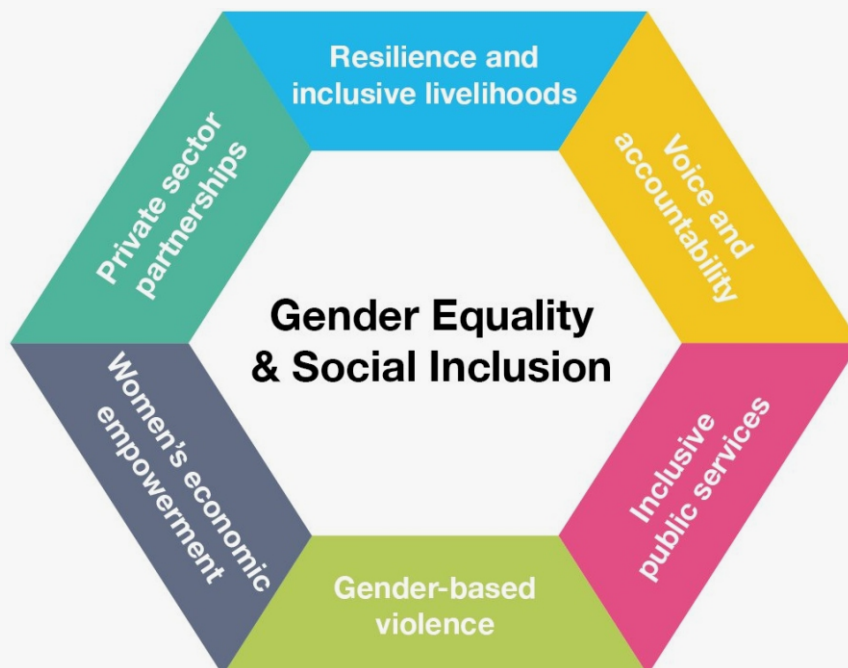 Resilience and
inclusive livelihoods
Voice and
accountability
Inclusive
public services
Gender-based
violence
Women’s economic
empowerment
Private sector
partnerships
Gender Equality
& Social Inclusion